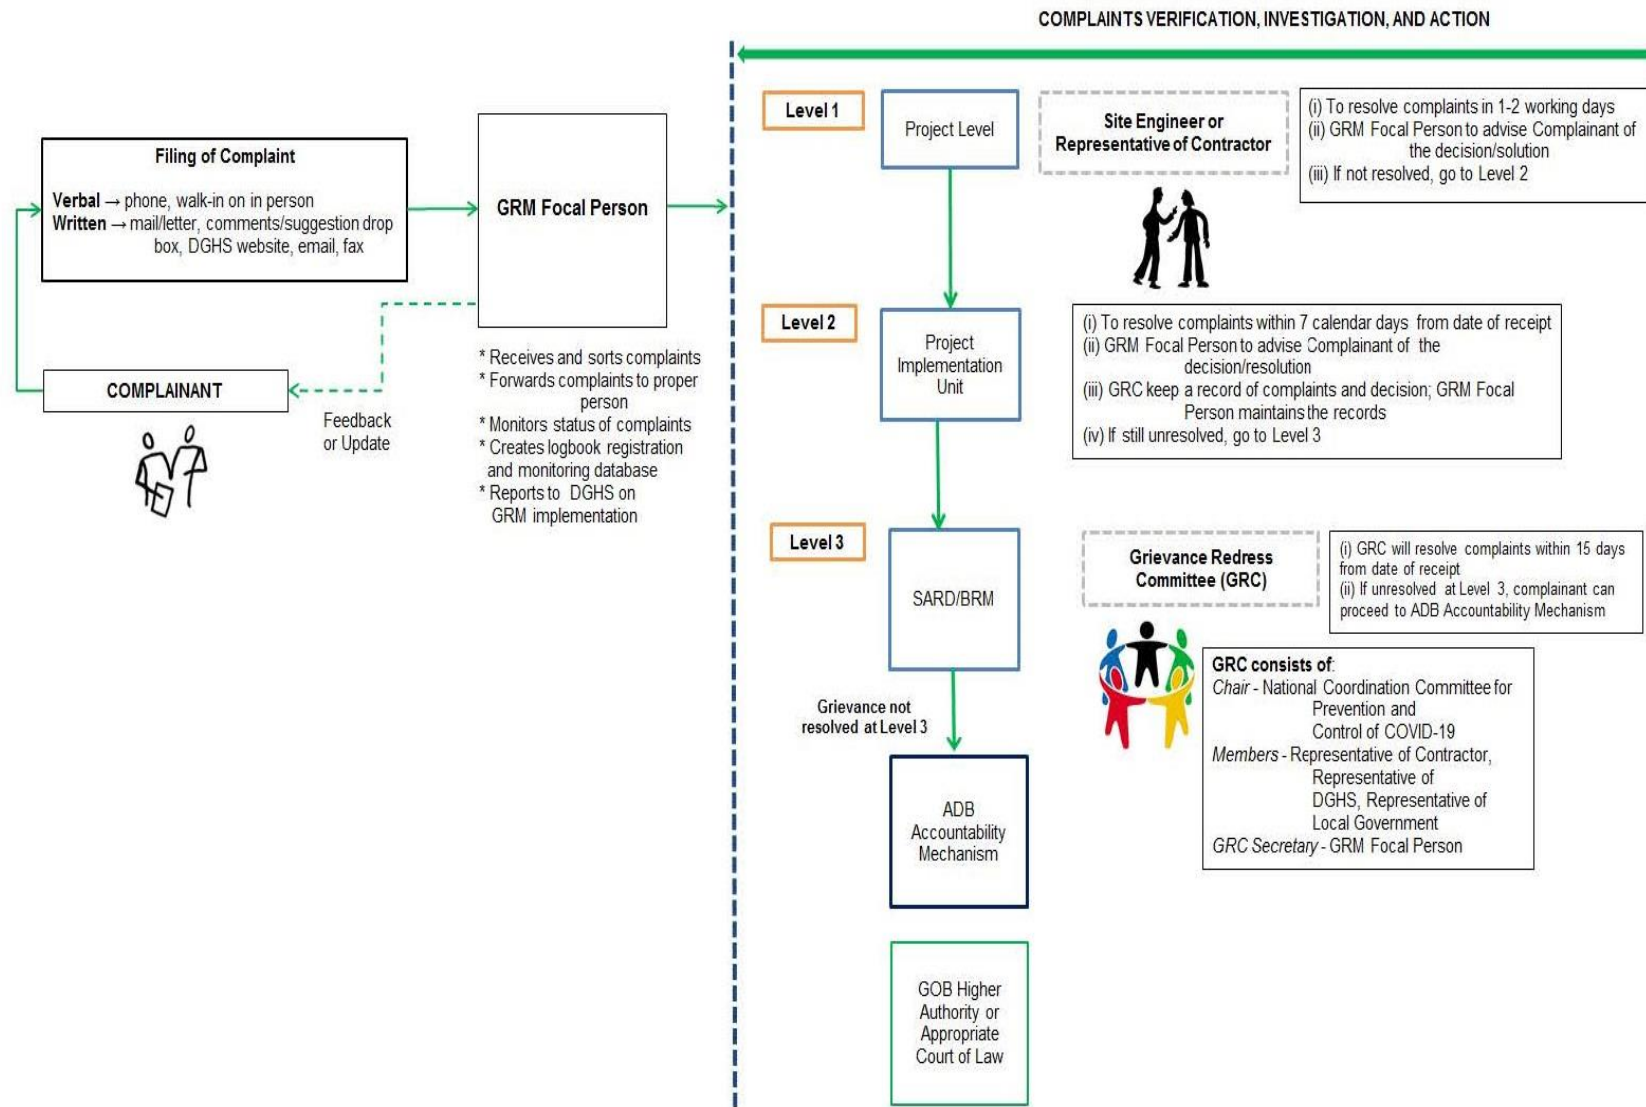 COMPLAINTS VERIFICATION, INVESTIGATION, AND ACTION
Filing of Complaint
Verbal → phone, walk-in on in person
Written → mail/letter, comments/suggestion drop
box, DGHS website, email, fax
GRM Focal Person
* Receives and sorts complaints
* Forwards complaints to proper
person
* Monitors status of complaints
* Creates logbook registration
and monitoring database
* Reports to DGHS on
GRM implementation
COMPLAINANT
Feedback
or Update
Level 1
Project Level
Site Engineer or
Representative of Contractor
(i) To resolve complaints in 1-2 working days
(ii) GRM Focal Person to advise Complainant of
the decision/solution
(iii) If not resolved, go to Level 2
Level 2
Project
Implementation
Unit
(i) To resolve complaints within 7 calendar days from date of receipt
(ii) GRM Focal Person to advise Complainant of the
decision/resolution
(iii) GRC keep a record of complaints and decision; GRM Focal
Person maintains the records
(iv) If still unresolved, go to Level 3
Level 3
SARD/BRM
Grievance Redress
Committee (GRC)
(i) GRC will resolve complaints within 15 days
from date of receipt
(ii) If unresolved at Level 3, complainant can
proceed to ADB Accountability Mechanism
GRC consists of:
Chair - National Coordination Committee for
Prevention and
Control of COVID-19
Members - Representative of Contractor,
Representative of
DGHS, Representative of
Local Government
GRC Secretary - GRM Focal Person
Grievance not
resolved at Level 3
ADB
Accountability
Mechanism
GOB Higher
Authority or
Appropriate
Court of Law